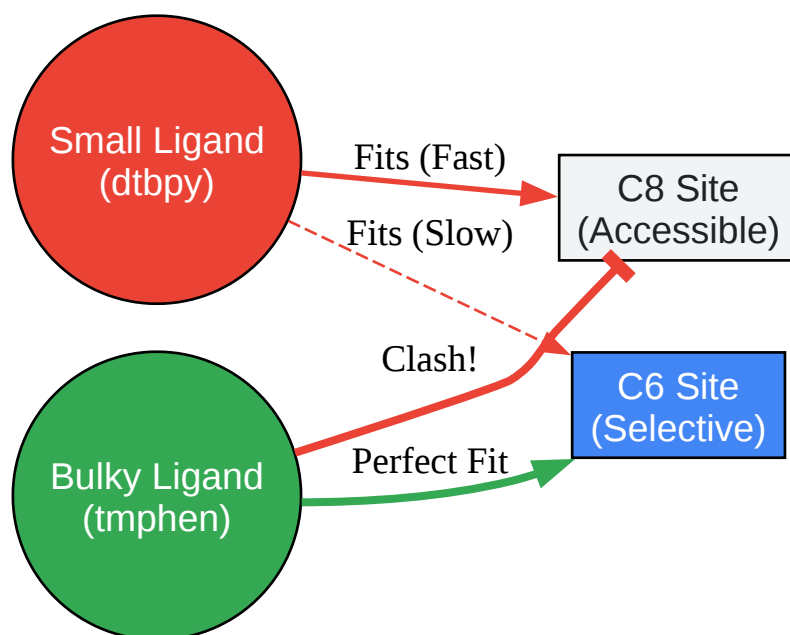 Small Ligand
(dtbpy)
Fits (Fast)
Fits (Slow)
C8 Site
(Accessible)
Clash!
C6 Site
(Selective)
Perfect Fit
Bulky Ligand
(tmphen)